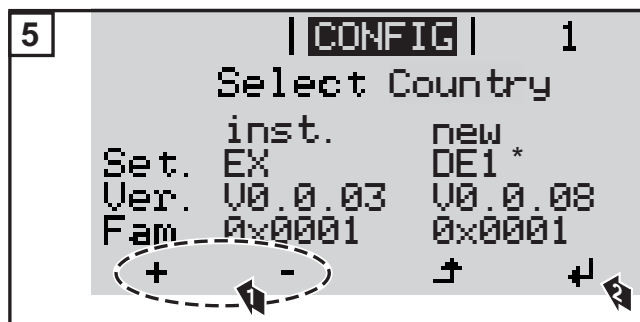 5 | CONFIG | 1
Select Country
inst. new
Set. EX DE1 *
Ver. V0.0.03 V0.0.08
Fam 0x0001 0x0001
+ -
1 2